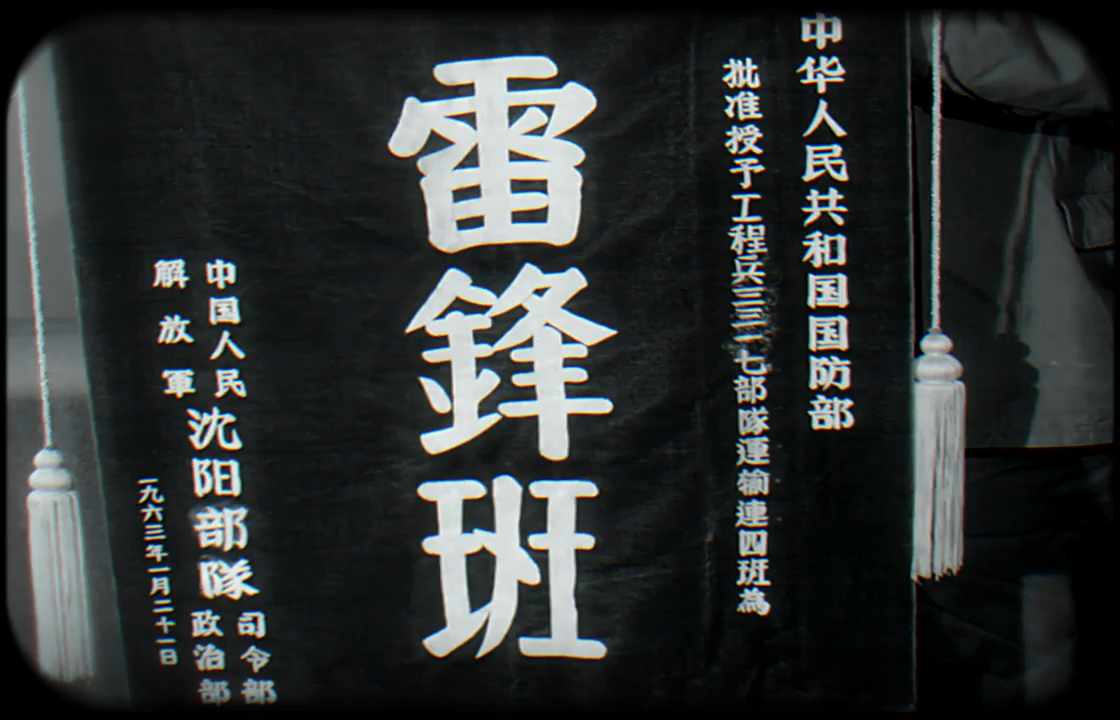 中华人民共和国国防部
批准授予工程兵三三一七部隊運输連四班為
雷鋒班
中国人民
解放軍
沈阳部隊
司令部
政治部
一九六三年一月二十一日